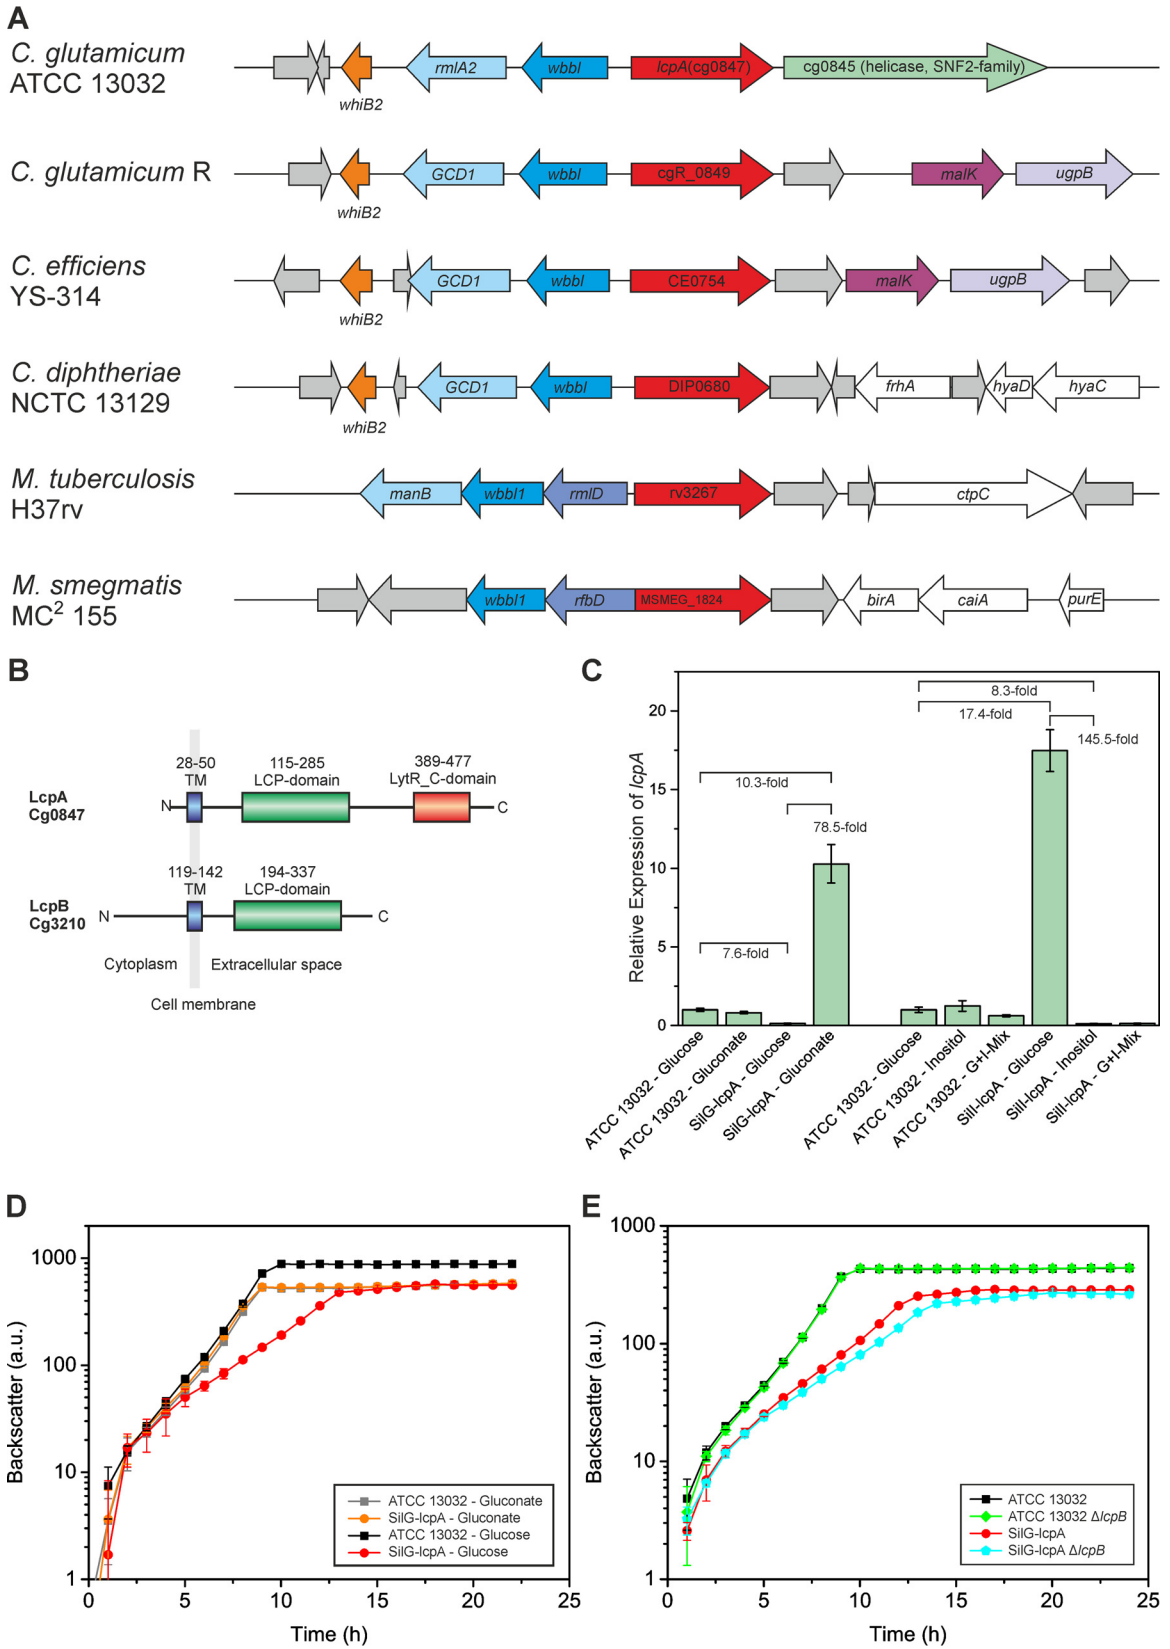 A
C. glutamicum
ATCC 13032
rmlA2
wbbl
lcpA(cg0847)
cg0845 (helicase, SNF2-family)
whiB2
C. glutamicum R
GCD1
wbbl
cgR_0849
malK
ugpB
whiB2
C. efficiens
YS-314
GCD1
wbbl
CE0754
malK
ugpB
whiB2
C. diphtheriae
NCTC 13129
GCD1
wbbl
DIP0680
frhA
hyaD
hyaC
whiB2
M. tuberculosis
H37rv
manB
wbbl1
rmlD
rv3267
ctpC
M. smegmatis
MC2 155
wbbl1
rfbD
MSMEG_1824
birA
caiA
purE
B
28-50
TM
115-285
LCP-domain
389-477
LytR_C-domain
LcpA
Cg0847
N
C
119-142
TM
194-337
LCP-domain
LcpB
Cg3210
N
C
Cytoplasm
Extracellular space
Cell membrane
C
Relative Expression of lcpA
20
15
10
5
0
8.3-fold
17.4-fold
145.5-fold
10.3-fold
78.5-fold
7.6-fold
ATCC 13032 - Glucose
ATCC 13032 - Gluconate
SilG-lcpA - Glucose
SilG-lcpA - Gluconate
ATCC 13032 - Glucose
ATCC 13032 - Inositol
ATCC 13032 - G+I-Mix
SilI-lcpA - Glucose
SilI-lcpA - Inositol
SilI-lcpA - G+I-Mix
D
Backscatter (a.u.)
1000
100
10
1
0
5
10
15
20
25
Time (h)
ATCC 13032 - Gluconate
SilG-lcpA - Gluconate
ATCC 13032 - Glucose
SilG-lcpA - Glucose
E
Backscatter (a.u.)
1000
100
10
1
0
5
10
15
20
25
Time (h)
ATCC 13032
ATCC 13032 ΔlcpB
SilG-lcpA
SilG-lcpA ΔlcpB